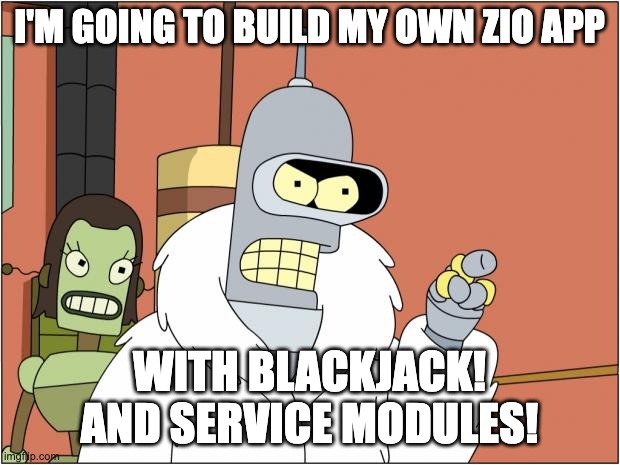 I'M GOING TO BUILD MY OWN ZIO APP
WITH BLACKJACK!
AND SERVICE MODULES!
imgflip.com